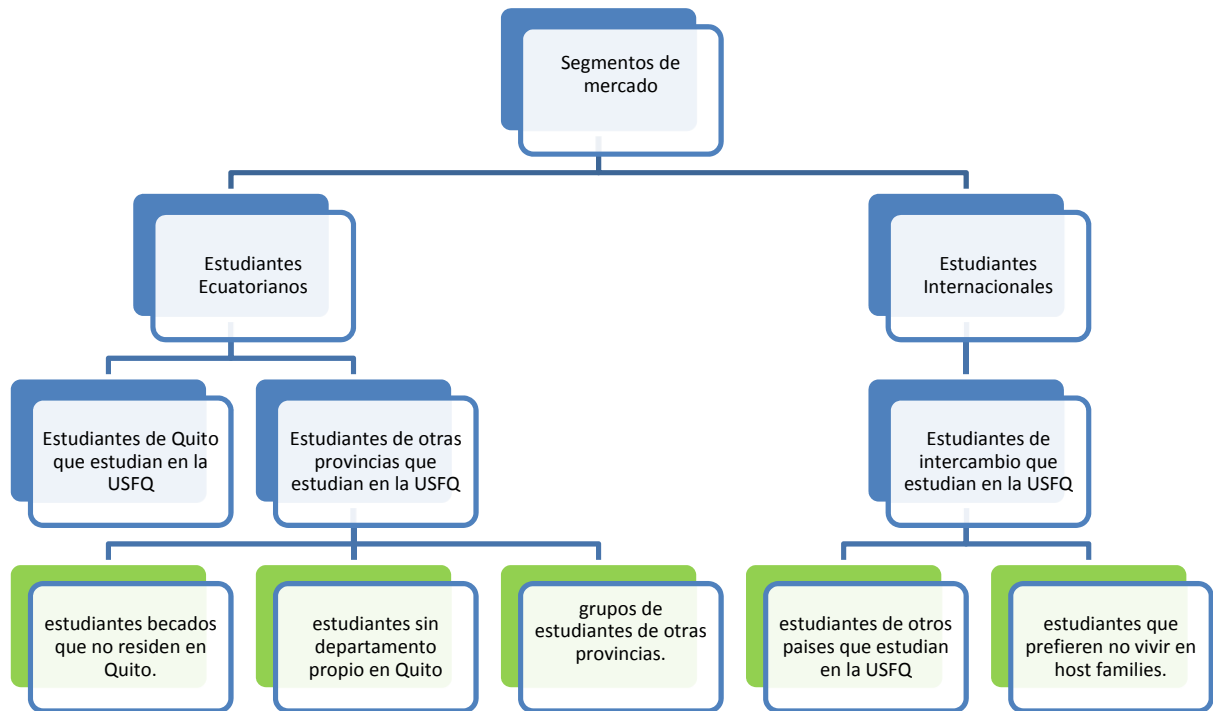 Segmentos de
mercado
Estudiantes
Ecuatorianos
Estudiantes
Internacionales
Estudiantes de Quito
que estudian en la
USFQ
Estudiantes de otras
provincias que
estudian en la USFQ
Estudiantes de
intercambio que
estudian en la USFQ
estudiantes becados
que no residen en
Quito.
estudiantes sin
departamento
propio en Quito
grupos de
estudiantes de otras
provincias.
estudiantes de otros
paises que estudian
en la USFQ
estudiantes que
prefieren no vivir en
host families.